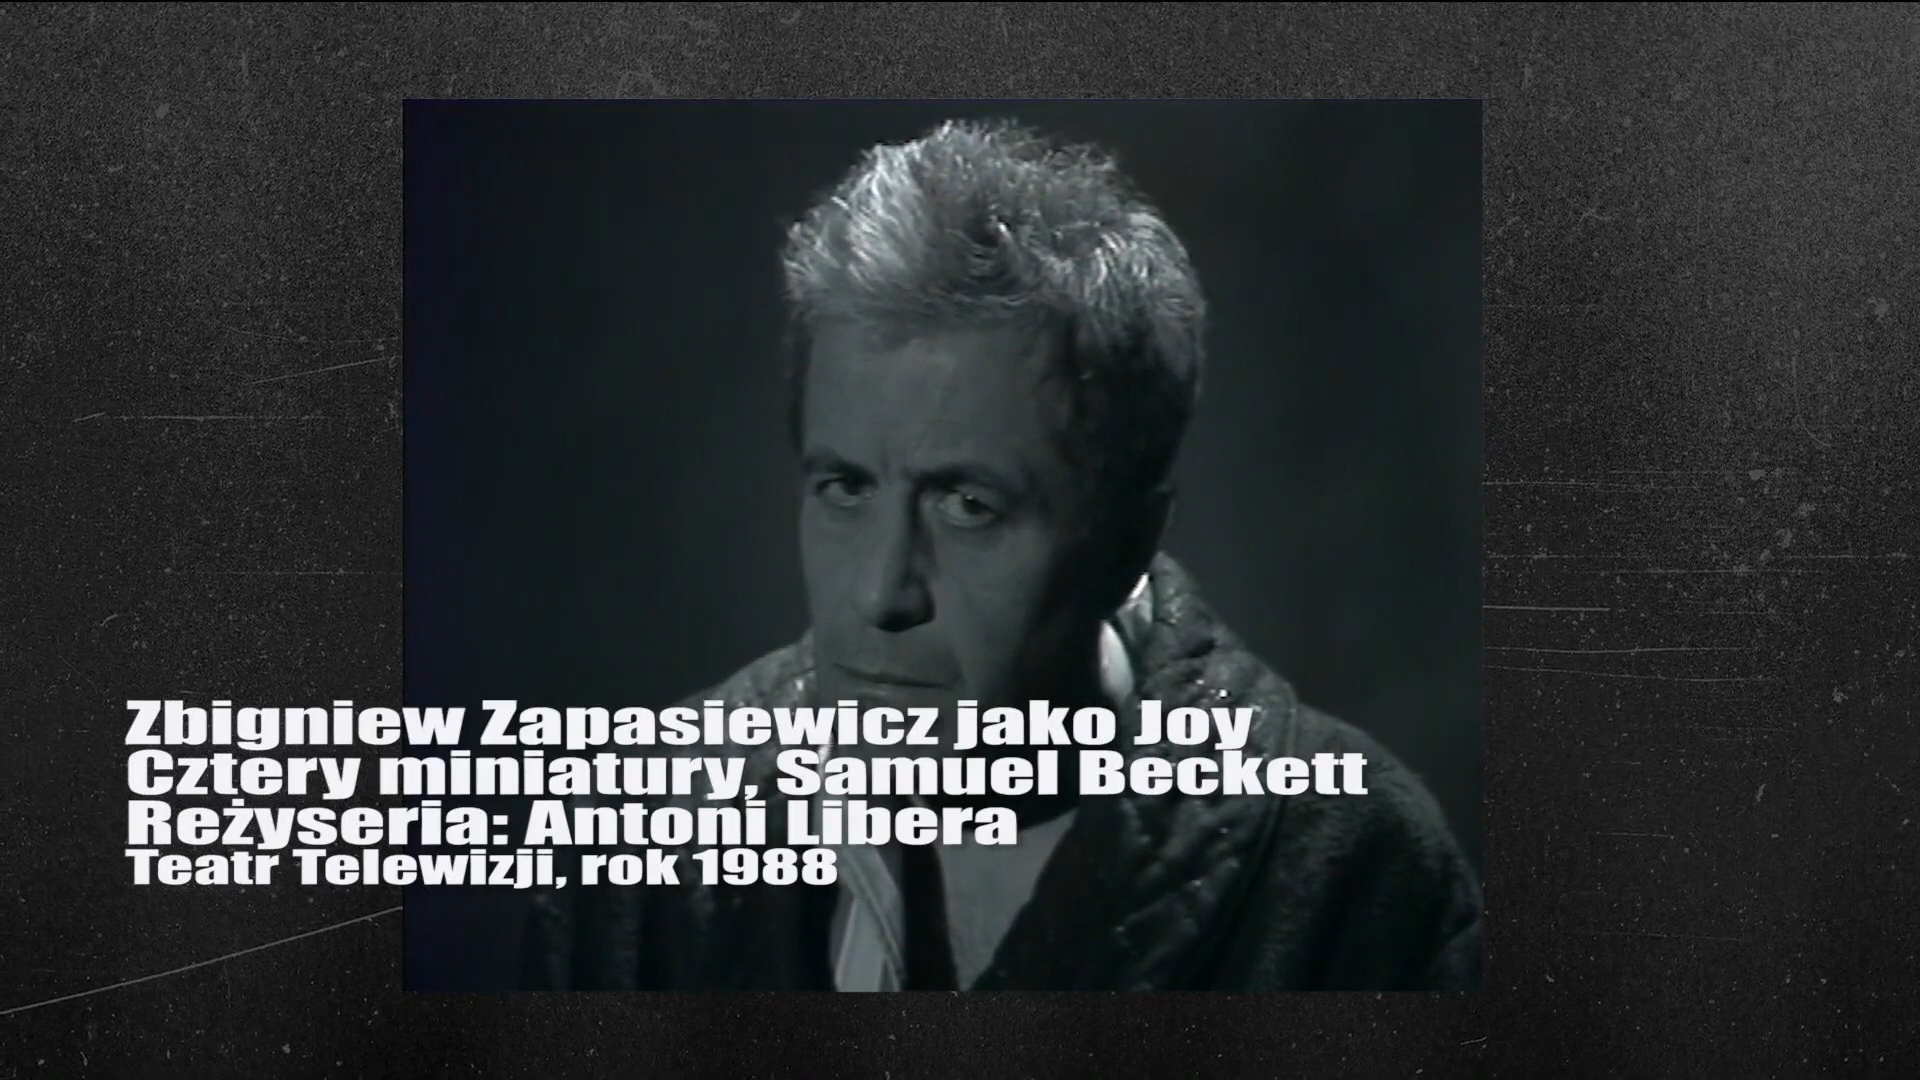 Zbigniew Zapasiewicz jako Joy
Cztery miniatury, Samuel Beckett
Reżyseria: Antoni Libera
Teatr Telewizji, rok 1988